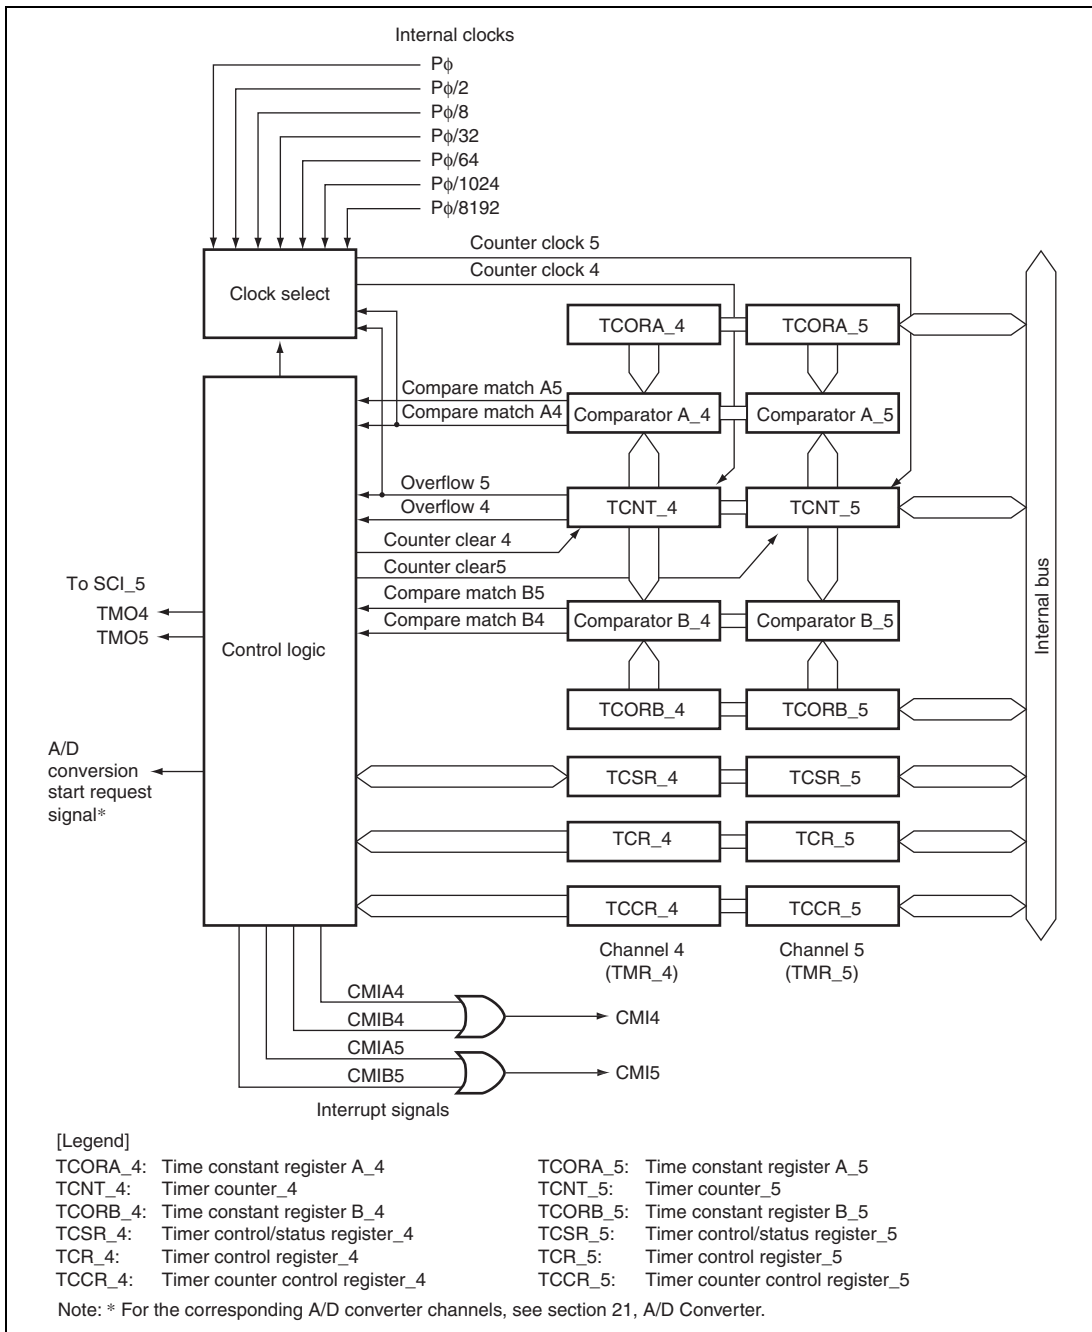 Internal clocks
Pϕ
Pϕ/2
Pϕ/8
Pϕ/32
Pϕ/64
Pϕ/1024
Pϕ/8192
Counter clock 5
Counter clock 4
Clock select
TCORA_4
TCORA_5
Compare match A5
Compare match A4
Comparator A_4
Comparator A_5
Overflow 5
Overflow 4
TCNT_4
TCNT_5
Counter clear 4
Counter clear5
To SCI_5
TMO4
TMO5
Compare match B5
Compare match B4
Comparator B_4
Comparator B_5
Control logic
Internal bus
TCORB_4
TCORB_5
A/D
conversion
start request
signal*
TCSR_4
TCSR_5
TCR_4
TCR_5
TCCR_4
TCCR_5
Channel 4
(TMR_4)
Channel 5
(TMR_5)
CMIA4
CMIB4
CMI4
CMIA5
CMIB5
CMI5
Interrupt signals
[Legend]
TCORA_4: Time constant register A_4
TCNT_4: Timer counter_4
TCORB_4: Time constant register B_4
TCSR_4: Timer control/status register_4
TCR_4: Timer control register_4
TCCR_4: Timer counter control register_4
TCORA_5: Time constant register A_5
TCNT_5: Timer counter_5
TCORB_5: Time constant register B_5
TCSR_5: Timer control/status register_5
TCR_5: Timer control register_5
TCCR_5: Timer counter control register_5
Note: * For the corresponding A/D converter channels, see section 21, A/D Converter.